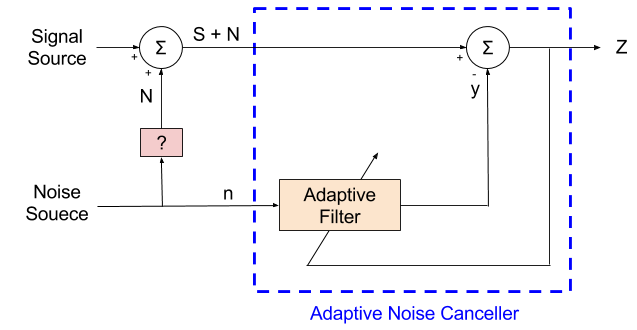 Signal
Source
Σ
S + N
Σ
Z
+
+
+
-
N
y
?
Noise
Souece
n
Adaptive
Filter
Adaptive Noise Canceller